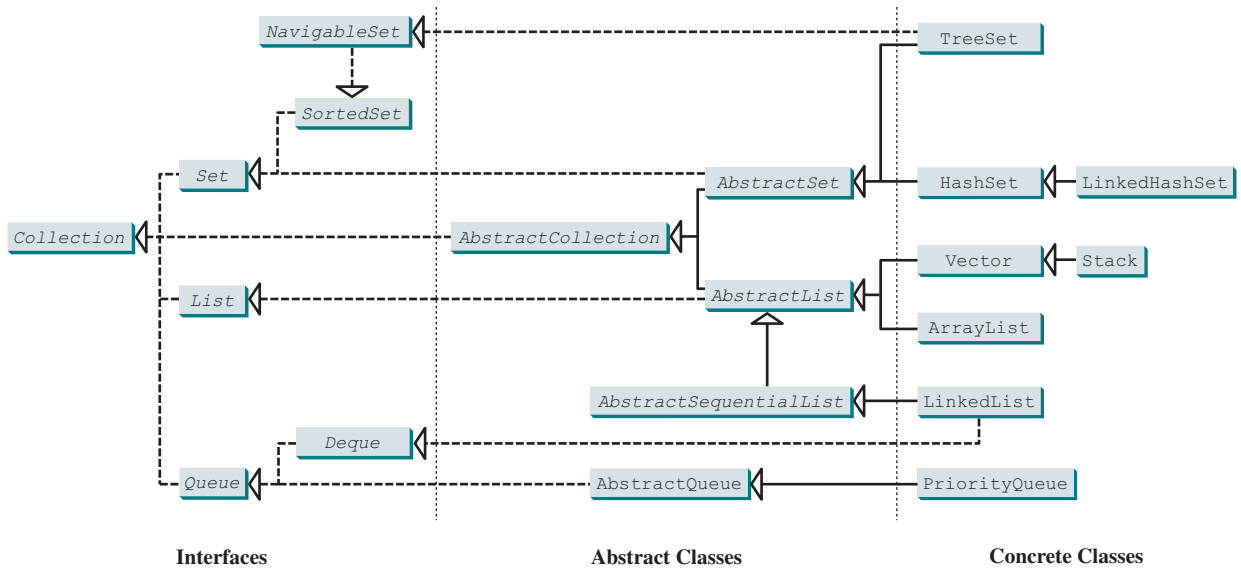 NavigableSet
TreeSet
SortedSet
Set
AbstractSet
HashSet
LinkedHashSet
Collection
AbstractCollection
Vector
Stack
List
AbstractList
ArrayList
AbstractSequentialList
LinkedList
Deque
Queue
AbstractQueue
PriorityQueue
Interfaces
Abstract Classes
Concrete Classes